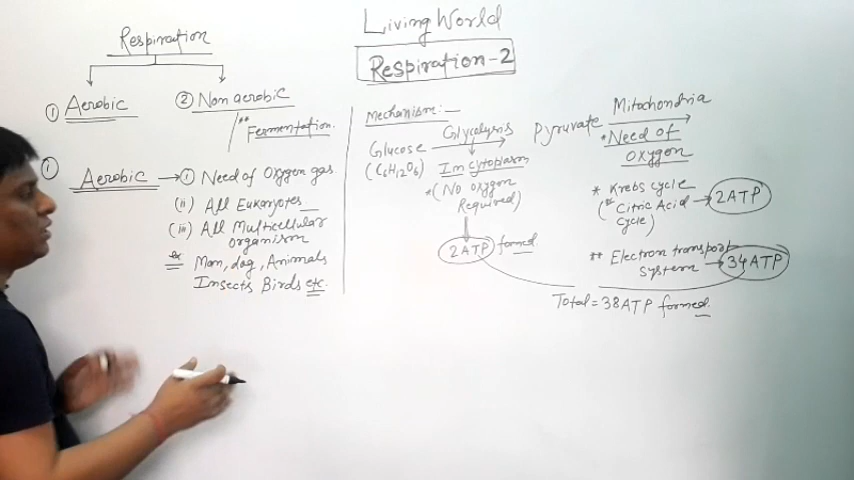 Living World
Respiration-2
Respiration
① Aerobic
② Non aerobic
** Fermentation.
① Aerobic → ① Need of Oxygen gas
(ii) All Eukaryotes
(iii) All Multicellular
organism
ex Man, dog, Animals
Insects Birds etc.
Mechanism:-
Glucose
(C6H12O6)
Glycolysis
In cytoplasm
*(No oxygen
Required)
2ATP formed
Pyruvate
Mitochondria
*Need of
oxygen
* Krebs cycle
Citric Acid
cycle) → 2ATP
** Electron transport
system → 34ATP
Total = 38ATP formed.